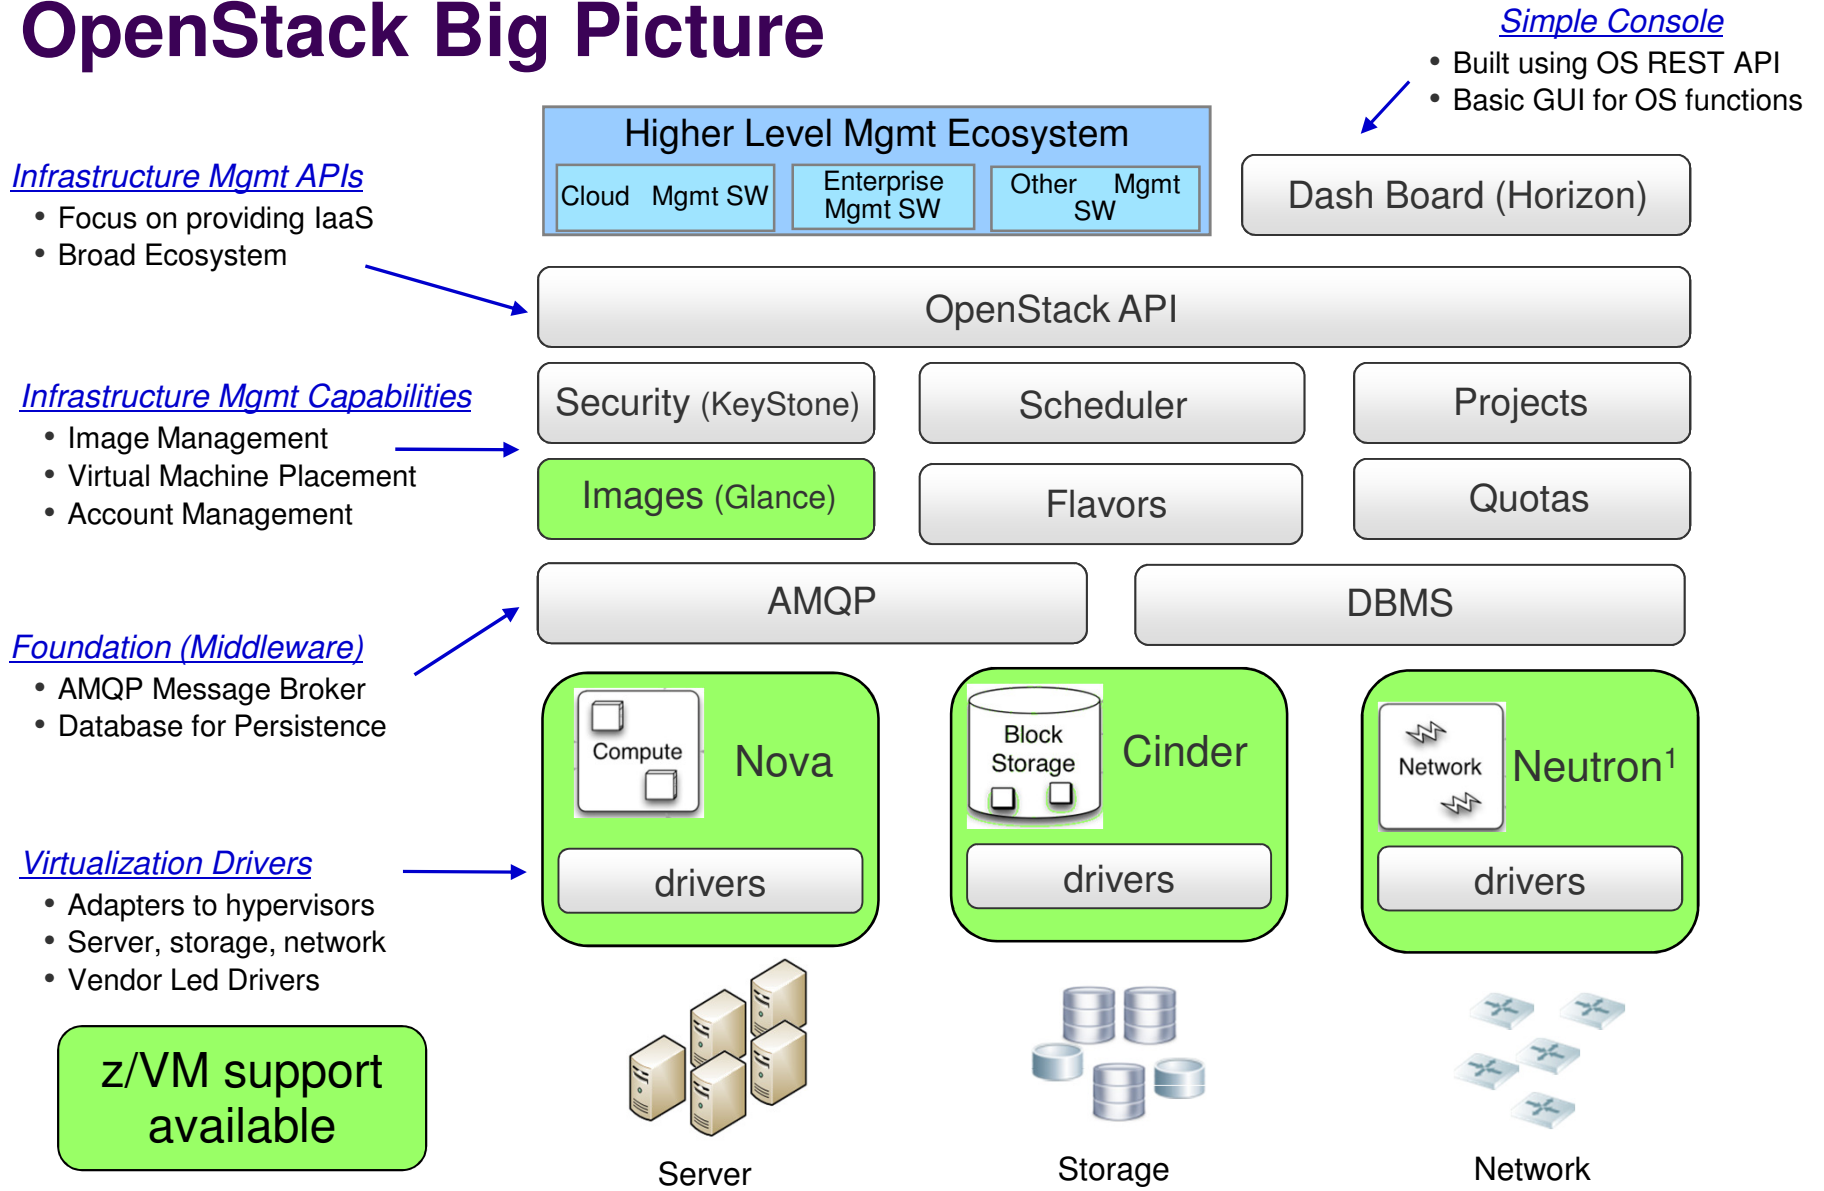 OpenStack Big Picture
Simple Console
• Built using OS REST API
• Basic GUI for OS functions
Higher Level Mgmt Ecosystem
Cloud Mgmt SW
Enterprise
Mgmt SW
Other Mgmt
SW
Dash Board (Horizon)
Infrastructure Mgmt APIs
• Focus on providing IaaS
• Broad Ecosystem
OpenStack API
Infrastructure Mgmt Capabilities
• Image Management
• Virtual Machine Placement
• Account Management
Security (KeyStone)
Scheduler
Projects
Images (Glance)
Flavors
Quotas
AMQP
DBMS
Foundation (Middleware)
• AMQP Message Broker
• Database for Persistence
Compute
Nova
Block
Storage
Cinder
Network
Neutron¹
Virtualization Drivers
• Adapters to hypervisors
• Server, storage, network
• Vendor Led Drivers
drivers
drivers
drivers
z/VM support
available
Server
Storage
Network